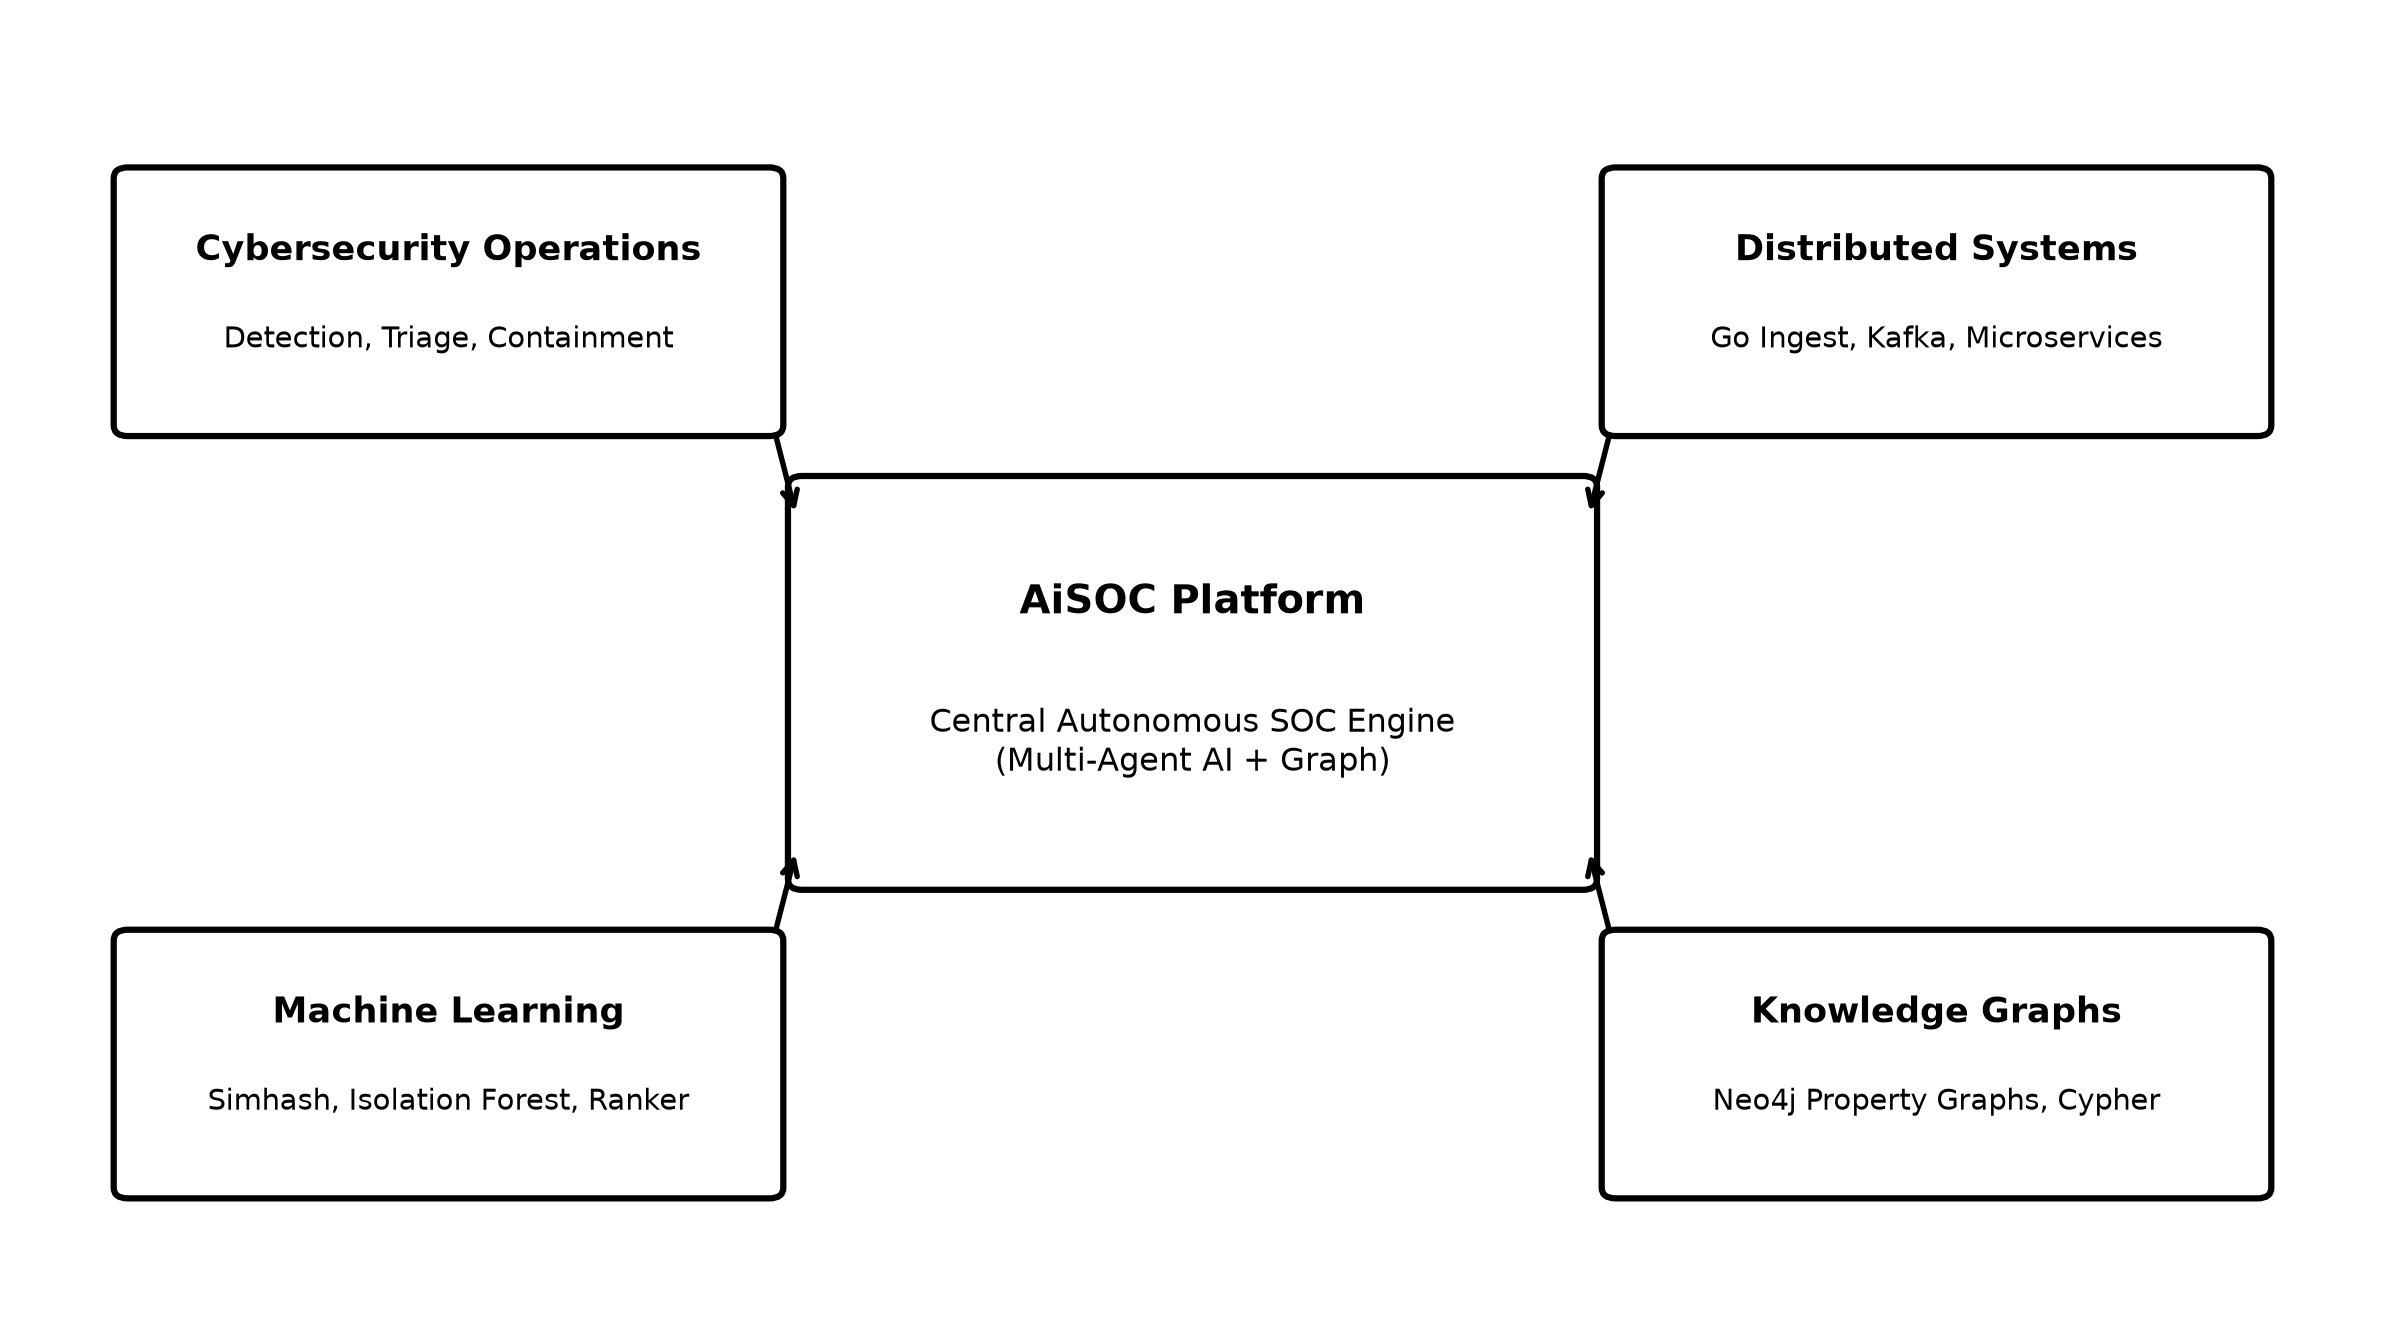 Cybersecurity Operations
Detection, Triage, Containment
Distributed Systems
Go Ingest, Kafka, Microservices
AiSOC Platform
Central Autonomous SOC Engine
(Multi-Agent AI + Graph)
Machine Learning
Simhash, Isolation Forest, Ranker
Knowledge Graphs
Neo4j Property Graphs, Cypher